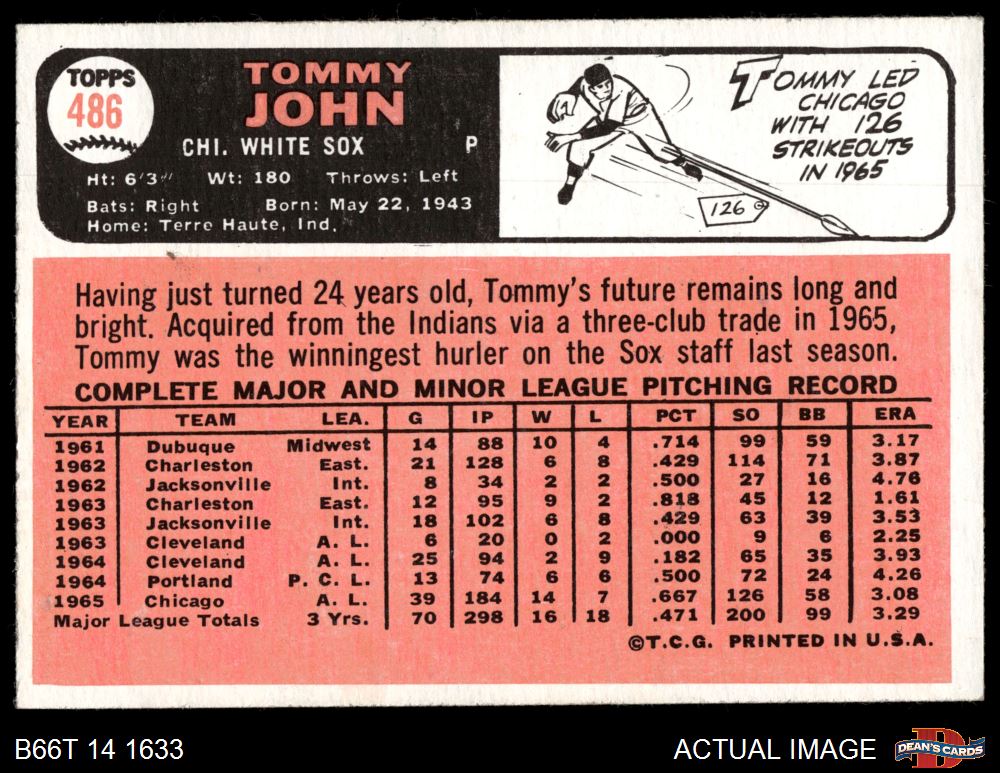 TOPPS
486
TOMMY
JOHN
CHI. WHITE SOX P
Ht: 6'3" Wt: 180 Throws: Left
Bats: Right Born: May 22, 1943
Home: Terre Haute, Ind.
TOMMY LED
CHICAGO
WITH 126
STRIKEOUTS
IN 1965
126
Having just turned 24 years old, Tommy's future remains long and
bright. Acquired from the Indians via a three-club trade in 1965,
Tommy was the winningest hurler on the Sox staff last season.
COMPLETE MAJOR AND MINOR LEAGUE PITCHING RECORD
YEAR TEAM LEA. G IP W L PCT SO BB ERA
1961 Dubuque Midwest 14 88 10 4 .714 99 59 3.17
1962 Charleston East. 21 128 6 8 .429 114 71 3.87
1962 Jacksonville Int. 8 34 2 2 .500 27 16 4.76
1963 Charleston East. 12 95 9 2 .818 45 12 1.61
1963 Jacksonville Int. 18 102 6 8 .429 63 39 3.53
1963 Cleveland A. L. 6 20 0 2 .000 9 6 2.25
1964 Cleveland A. L. 25 94 2 9 .182 65 35 3.93
1964 Portland P. C. L. 13 74 6 6 .500 72 24 4.26
1965 Chicago A. L. 39 184 14 7 .667 126 58 3.08
Major League Totals 3 Yrs. 70 298 16 18 .471 200 99 3.29
©T.C.G. PRINTED IN U.S.A.
B66T 14 1633 ACTUAL IMAGE
DEAN'S CARDS